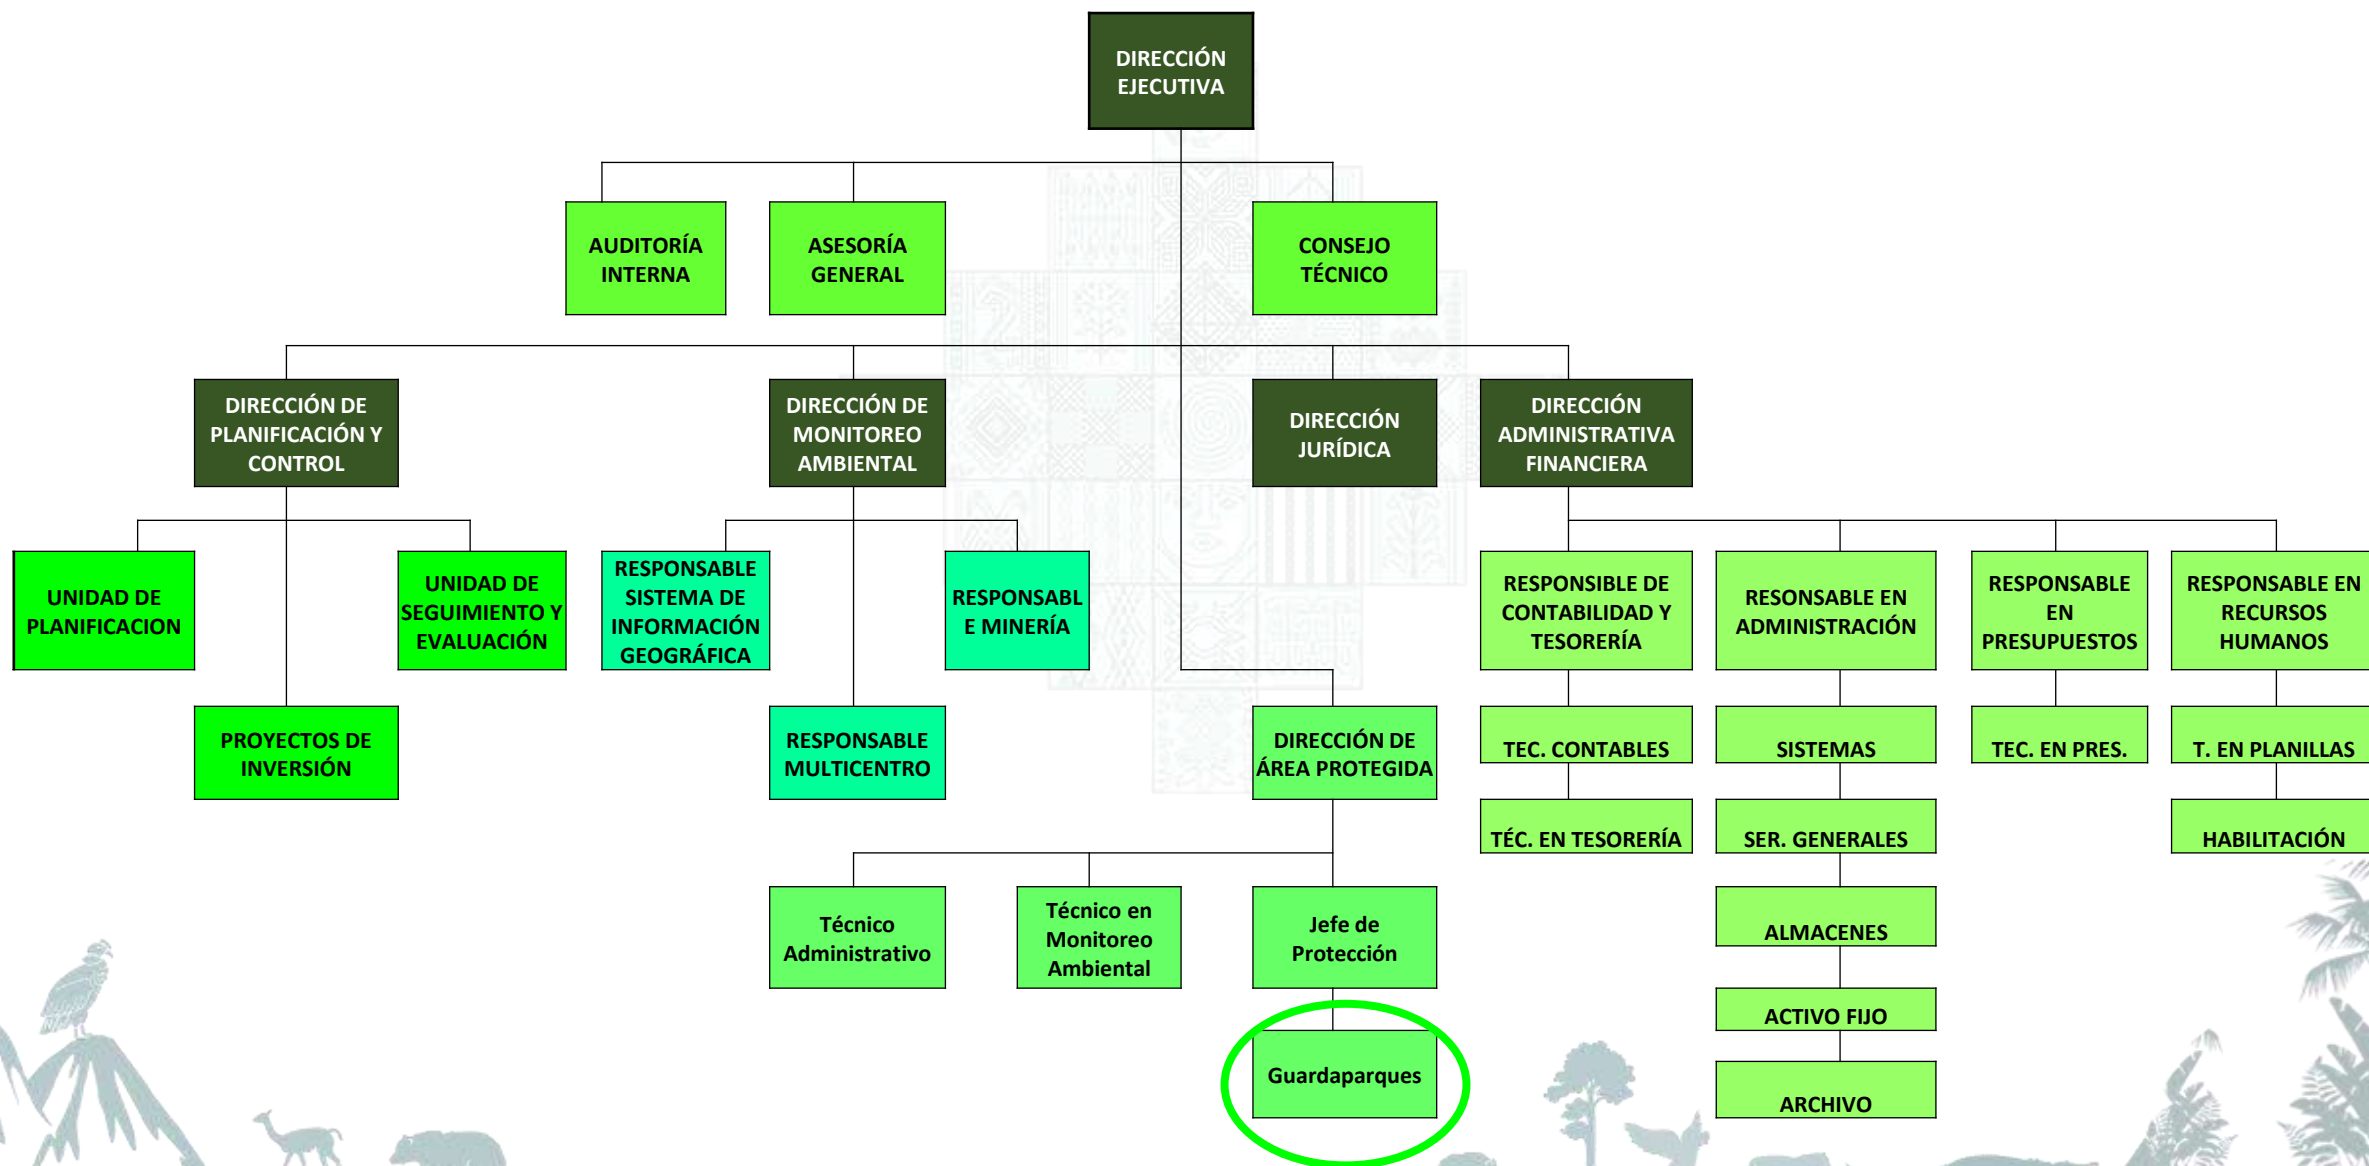 DIRECCIÓN
EJECUTIVA
AUDITORÍA
INTERNA
ASESORÍA
GENERAL
CONSEJO
TÉCNICO
DIRECCIÓN DE
PLANIFICACIÓN Y
CONTROL
DIRECCIÓN DE
MONITOREO
AMBIENTAL
DIRECCIÓN
JURÍDICA
DIRECCIÓN
ADMINISTRATIVA
FINANCIERA
UNIDAD DE
PLANIFICACION
UNIDAD DE
SEGUIMIENTO Y
EVALUACIÓN
RESPONSABLE
SISTEMA DE
INFORMACIÓN
GEOGRÁFICA
RESPONSABL
E MINERÍA
RESPONSIBLE DE
CONTABILIDAD Y
TESORERÍA
RESONSABLE EN
ADMINISTRACIÓN
RESPONSABLE
EN
PRESUPUESTOS
RESPONSABLE EN
RECURSOS
HUMANOS
PROYECTOS DE
INVERSIÓN
RESPONSABLE
MULTICENTRO
DIRECCIÓN DE
ÁREA PROTEGIDA
TEC. CONTABLES
SISTEMAS
TEC. EN PRES.
T. EN PLANILLAS
TÉC. EN TESORERÍA
SER. GENERALES
HABILITACIÓN
Técnico
Administrativo
Técnico en
Monitoreo
Ambiental
Jefe de
Protección
ALMACENES
ACTIVO FIJO
Guardaparques
ARCHIVO